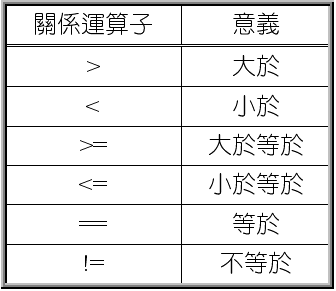 關係運算子 意義
> 大於
< 小於
>= 大於等於
<= 小於等於
== 等於
!= 不等於